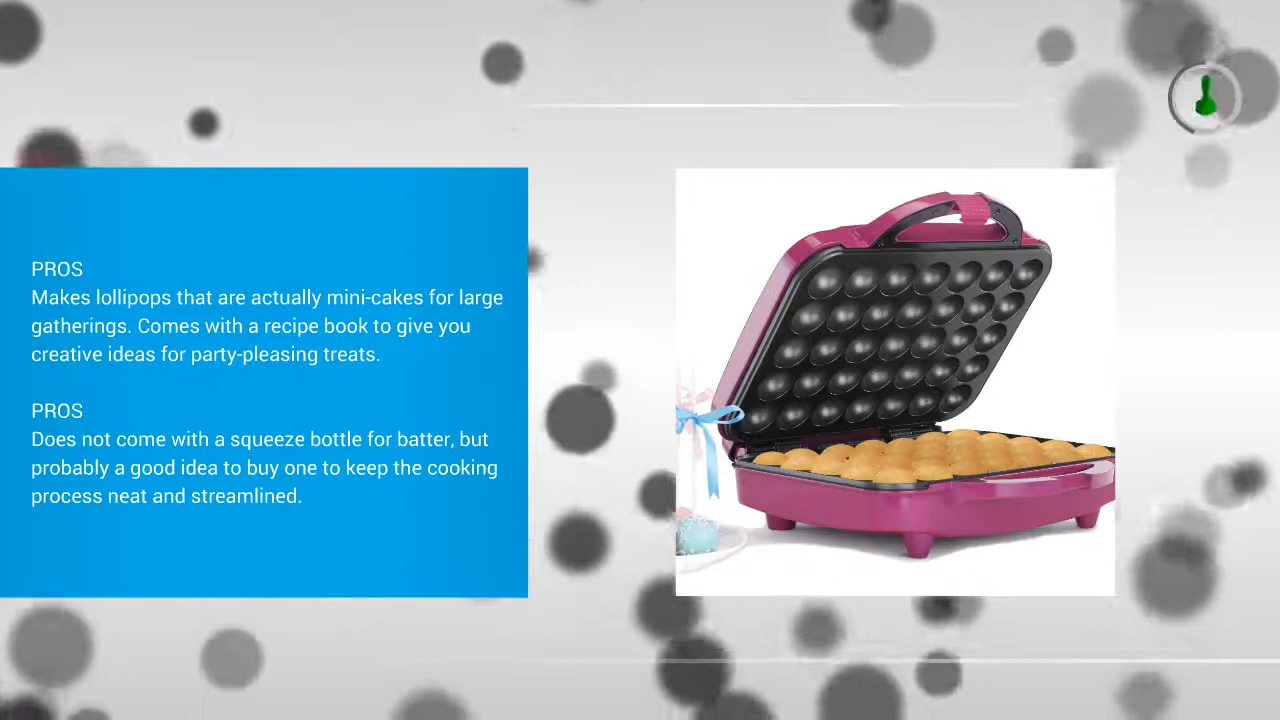 PROS
Makes lollipops that are actually mini-cakes for large
gatherings. Comes with a recipe book to give you
creative ideas for party-pleasing treats.
PROS
Does not come with a squeeze bottle for batter, but
probably a good idea to buy one to keep the cooking
process neat and streamlined.